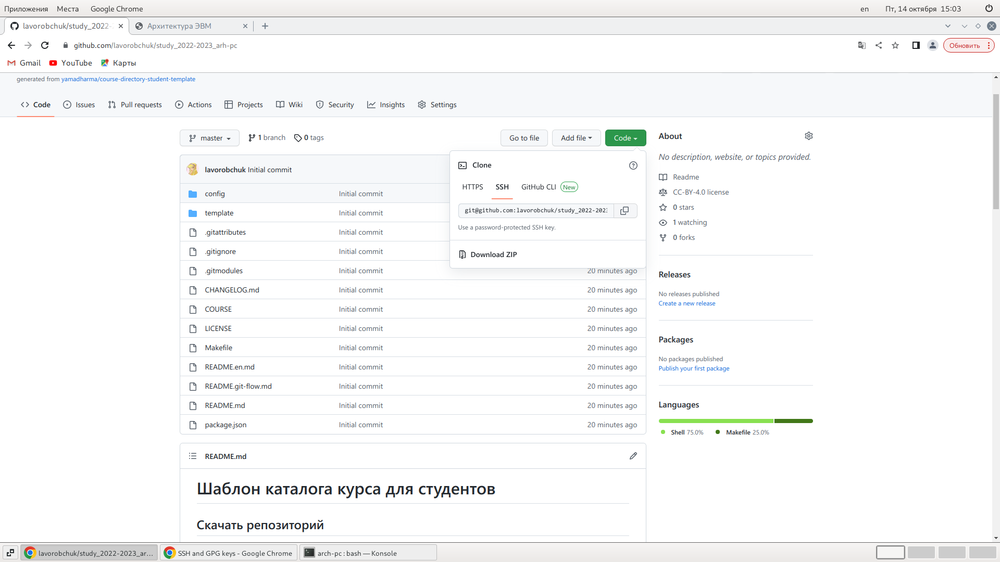 Приложения Места Google Chrome en Пт, 14 октября 15:03
lavorobchuk/study_2022- Архитектура ЭВМ
github.com/lavorobchuk/study_2022-2023_arh-pc Обновить
Gmail YouTube Карты
generated from yamadharma/course-directory-student-template
Code Issues Pull requests Actions Projects Wiki Security Insights Settings
master 1 branch 0 tags Go to file Add file Code
lavorobchuk Initial commit
config Initial commit
template Initial commit
.gitattributes Initial commit
.gitignore Initial commit
.gitmodules Initial commit 20 minutes ago
CHANGELOG.md Initial commit 20 minutes ago
COURSE Initial commit 20 minutes ago
LICENSE Initial commit 20 minutes ago
Makefile Initial commit 20 minutes ago
README.en.md Initial commit 20 minutes ago
README.git-flow.md Initial commit 20 minutes ago
README.md Initial commit 20 minutes ago
package.json Initial commit 20 minutes ago
Clone
HTTPS SSH GitHub CLI New
git@github.com:lavorobchuk/study_2022-2023
Use a password-protected SSH key.
Download ZIP
README.md
Шаблон каталога курса для студентов
Скачать репозиторий
About
No description, website, or topics provided.
Readme
CC-BY-4.0 license
0 stars
1 watching
0 forks
Releases
No releases published
Create a new release
Packages
No packages published
Publish your first package
Languages
Shell 75.0% Makefile 25.0%
lavorobchuk/study_2022-2023_ar... SSH and GPG keys - Google Chrome arch-pc : bash — Konsole